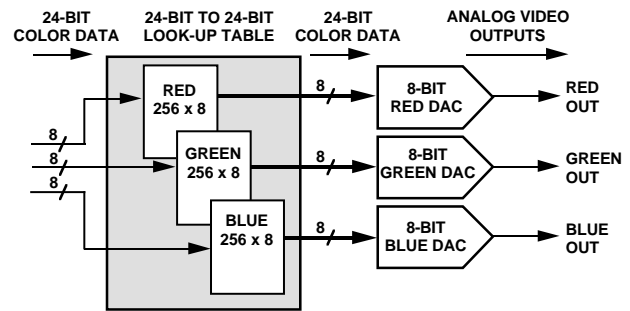 24-BIT
COLOR DATA
24-BIT TO 24-BIT
LOOK-UP TABLE
24-BIT
COLOR DATA
ANALOG VIDEO
OUTPUTS
RED
256 x 8
8
8-BIT
RED DAC
RED
OUT
8
8
8
GREEN
256 x 8
8
8-BIT
GREEN DAC
GREEN
OUT
BLUE
256 x 8
8
8-BIT
BLUE DAC
BLUE
OUT